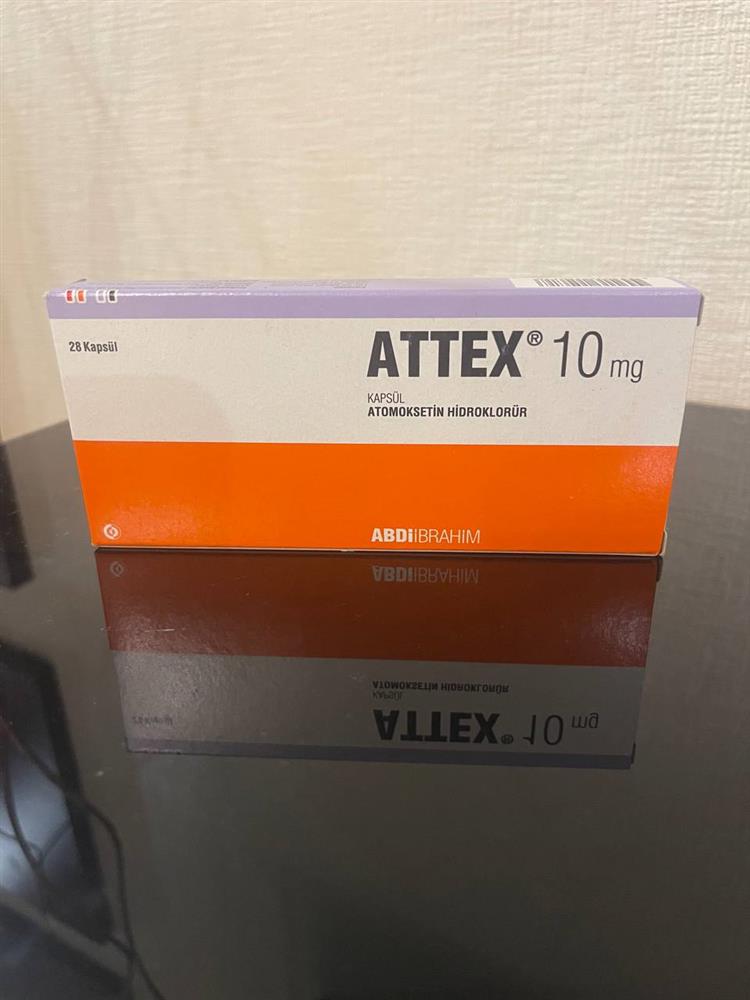 28 Kapsül
ATTEX® 10 mg
KAPSÜL
ATOMOKSETİN HİDROKLORÜR
ABDİİBRAHİM